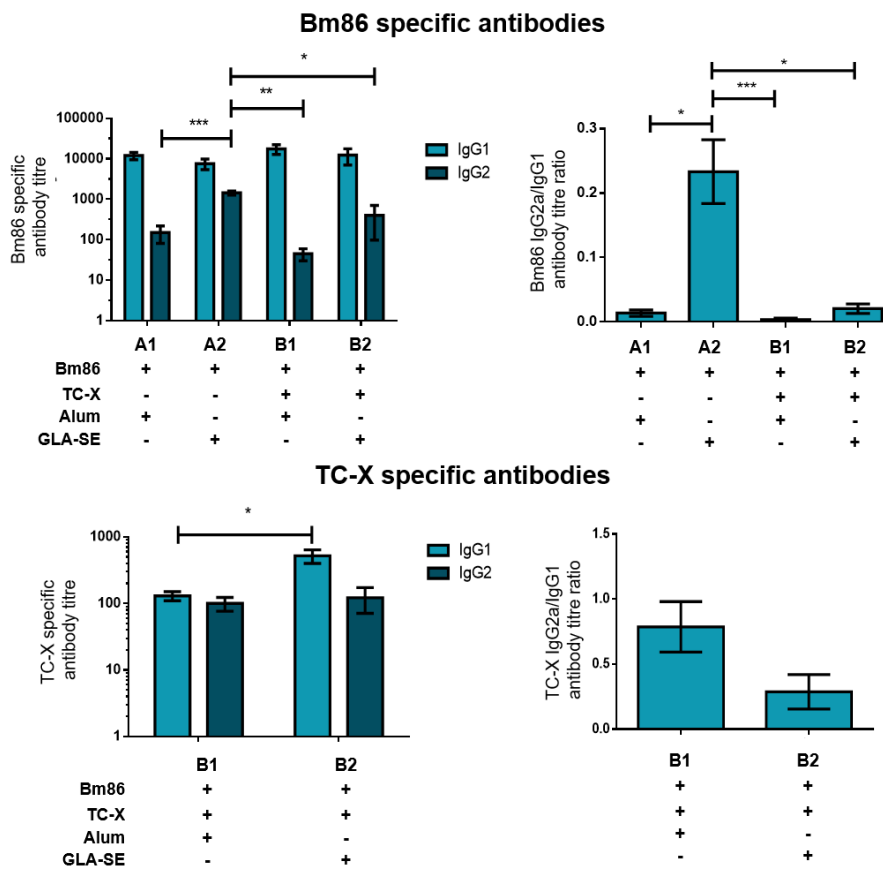 Bm86 specific antibodies
Bm86 specific
antibody titre
100000
10000
1000
100
10
1
***
**
*
IgG1
IgG2
A1 A2 B1 B2
Bm86 + + + +
TC-X - - + +
Alum + - + -
GLA-SE - + - +
Bm86 IgG2a/IgG1
antibody titre ratio
0.3
0.2
0.1
0.0
*
***
*
A1 A2 B1 B2
+ + + +
- - + +
+ - + -
- + - +
TC-X specific antibodies
TC-X specific
antibody titre
1000
100
10
1
*
IgG1
IgG2
B1 B2
Bm86 + +
TC-X + +
Alum + -
GLA-SE - +
TC-X IgG2a/IgG1
antibody titre ratio
1.5
1.0
0.5
0.0
B1 B2
+ +
+ +
+ -
- +